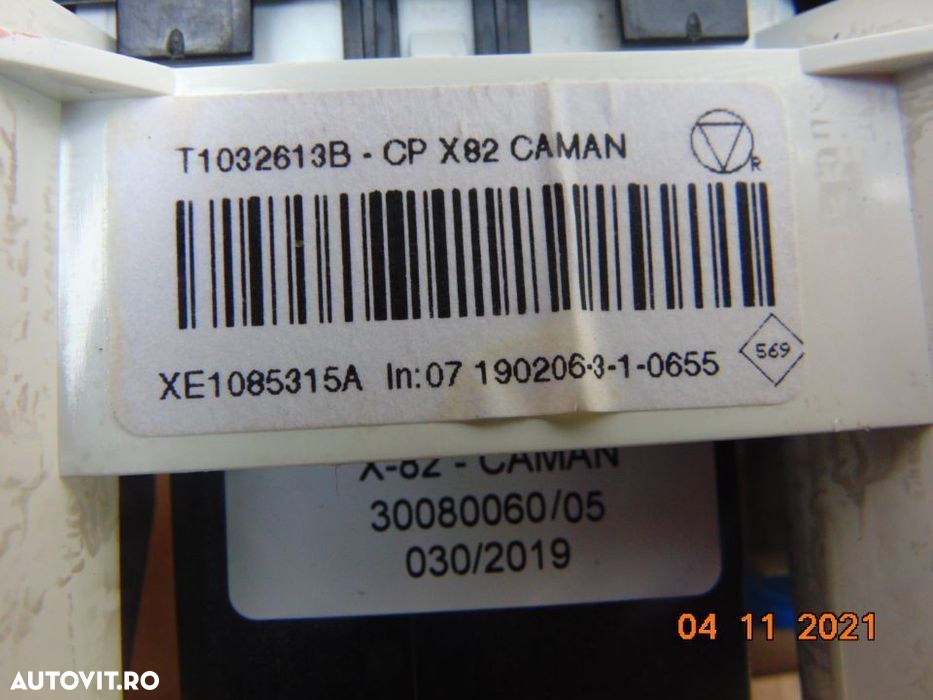 T1032613B - CP X82 CAMAN
R
XE1085315A In:07 190206-3-1-0655
569
X-82 - CAMAN
30080060/05
030/2019
04 11 2021
AUTOVIT.RO